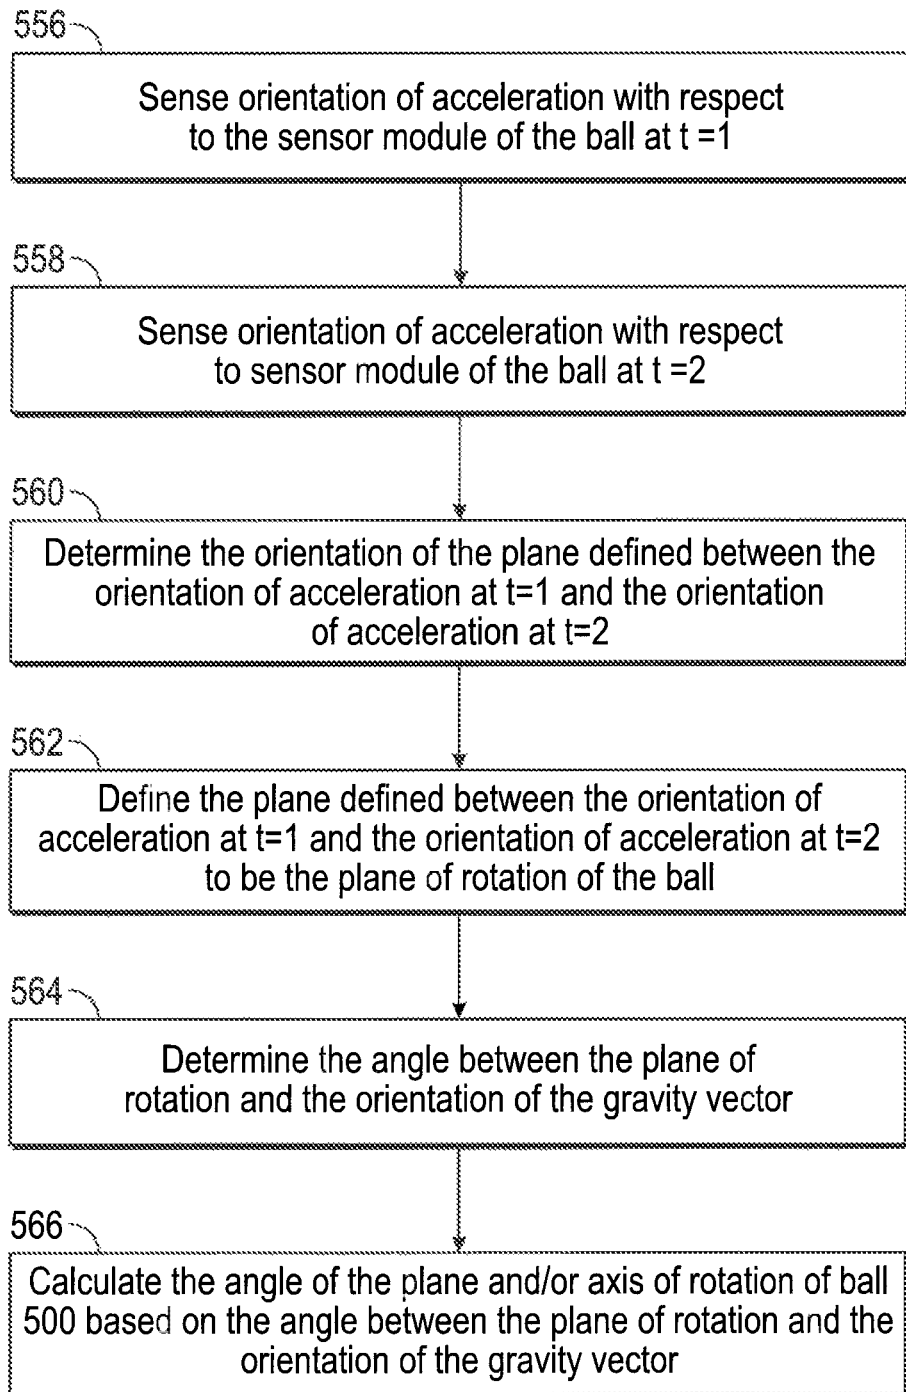 556
Sense orientation of acceleration with respect
to the sensor module of the ball at t =1
558
Sense orientation of acceleration with respect
to sensor module of the ball at t =2
560
Determine the orientation of the plane defined between the
orientation of acceleration at t=1 and the orientation
of acceleration at t=2
562
Define the plane defined between the orientation of
acceleration at t=1 and the orientation of acceleration at t=2
to be the plane of rotation of the ball
564
Determine the angle between the plane of
rotation and the orientation of the gravity vector
566
Calculate the angle of the plane and/or axis of rotation of ball
500 based on the angle between the plane of rotation and the
orientation of the gravity vector